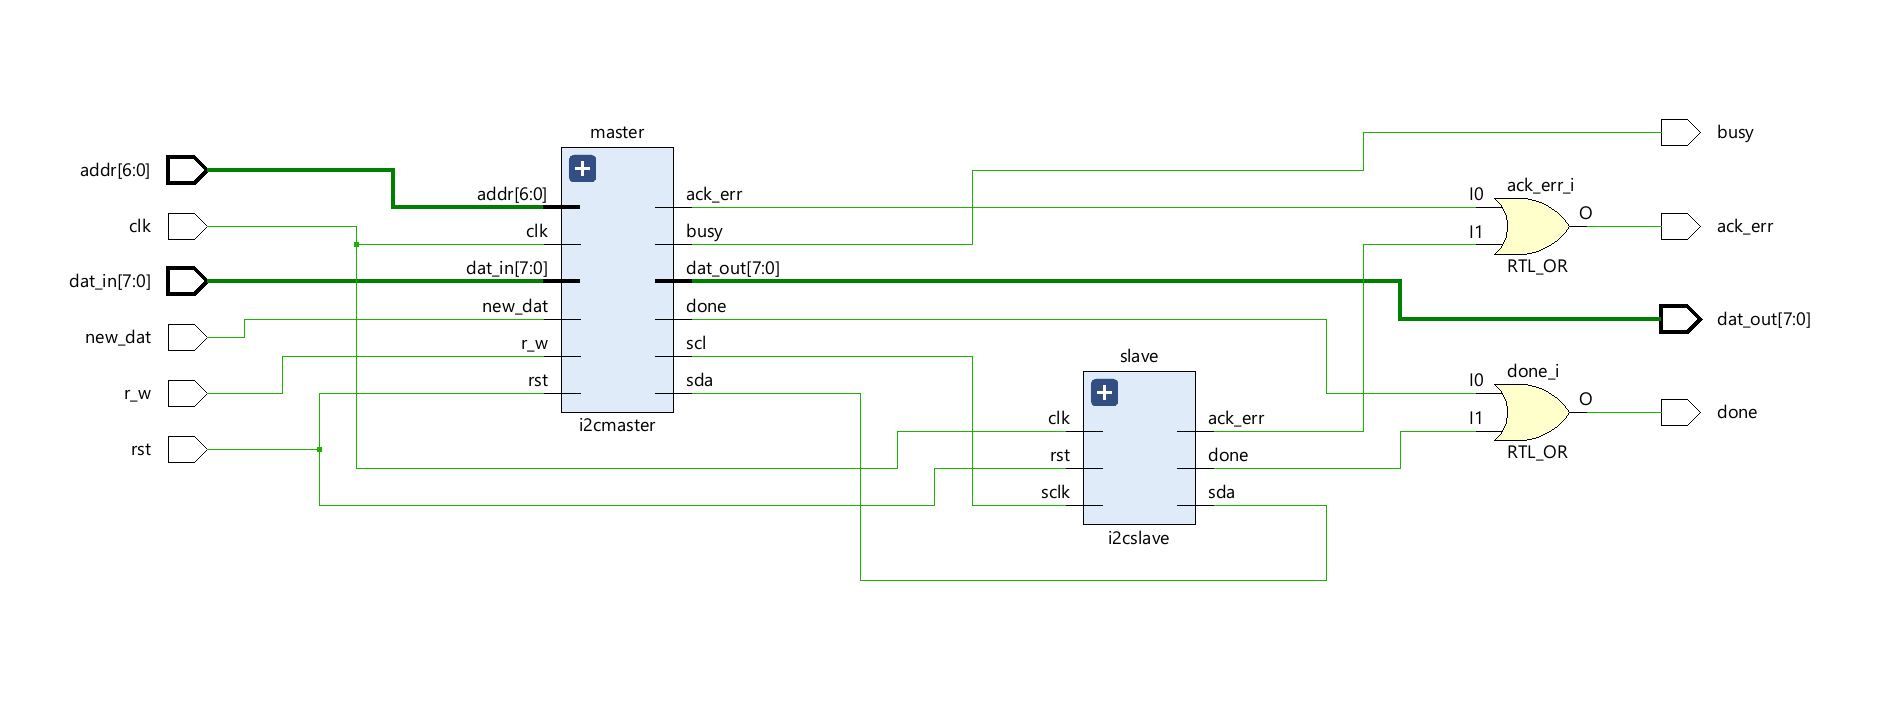 addr[6:0]
clk
dat_in[7:0]
new_dat
r_w
rst
master
addr[6:0]
clk
dat_in[7:0]
new_dat
r_w
rst
ack_err
busy
dat_out[7:0]
done
scl
sda
i2cmaster
slave
clk
rst
sclk
ack_err
done
sda
i2cslave
ack_err_i
I0
I1
O
RTL_OR
done_i
I0
I1
O
RTL_OR
busy
ack_err
dat_out[7:0]
done